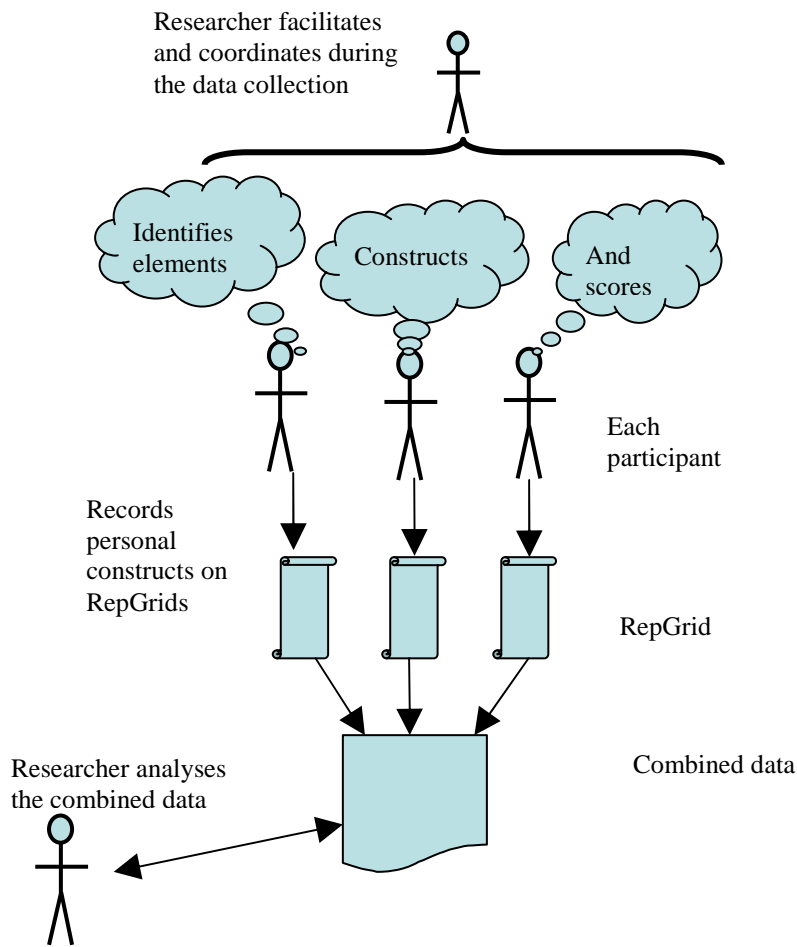 Researcher facilitates
and coordinates during
the data collection
Identifies
elements
Constructs
And
scores
Each
participant
Records
personal
constructs on
RepGrids
RepGrid
Combined data
Researcher analyses
the combined data